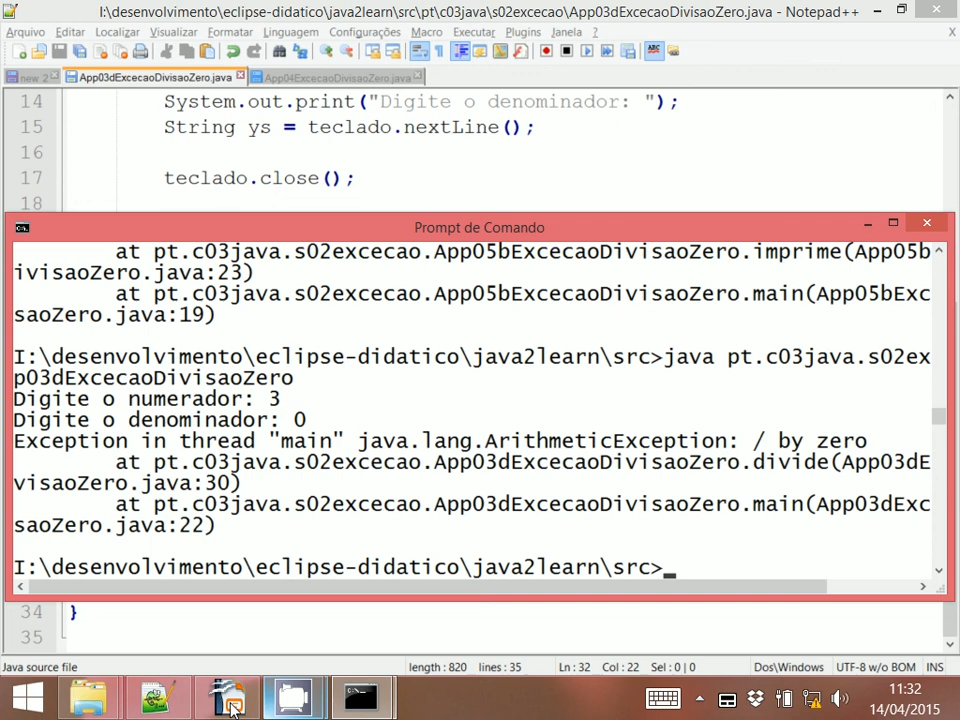 I:\desenvolvimento\eclipse-didatico\java2learn\src\pt\c03java\s02excecao\App03dExcecaoDivisaoZero.java - Notepad++
Arquivo Editar Localizar Visualizar Formatar Linguagem Configurações Macro Executar Plugins Janela ? X
new 2 App03dExcecaoDivisaoZero.java App04ExcecaoDivisaoZero.java
14 System.out.print("Digite o denominador: ");
15 String ys = teclado.nextLine();
16
17 teclado.close();
18
Prompt de Comando
at pt.c03java.s02excecao.App05bExcecaoDivisaoZero.imprime(App05b
ivisaoZero.java:23)
at pt.c03java.s02excecao.App05bExcecaoDivisaoZero.main(App05bExc
saoZero.java:19)
I:\desenvolvimento\eclipse-didatico\java2learn\src>java pt.c03java.s02ex
p03dExcecaoDivisaoZero
Digite o numerador: 3
Digite o denominador: 0
Exception in thread "main" java.lang.ArithmeticException: / by zero
at pt.c03java.s02excecao.App03dExcecaoDivisaoZero.divide(App03dE
visaoZero.java:30)
at pt.c03java.s02excecao.App03dExcecaoDivisaoZero.main(App03dExc
saoZero.java:22)
I:\desenvolvimento\eclipse-didatico\java2learn\src>_
34 }
35
Java source file length : 820 lines : 35 Ln : 32 Col : 22 Sel : 0 | 0 Dos\Windows UTF-8 w/o BOM INS
11:32
14/04/2015